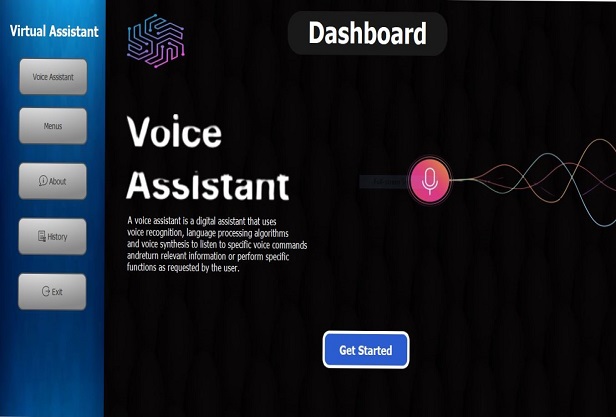 Virtual Assistant
Dashboard
Voice Assistant
Menus
About
History
Exit
Voice
Assistant
A voice assistant is a digital assistant that uses
voice recognition, language processing algorithms
and voice synthesis to listen to specific voice commands
andreturn relevant information or perform specific
functions as requested by the user.
Get Started